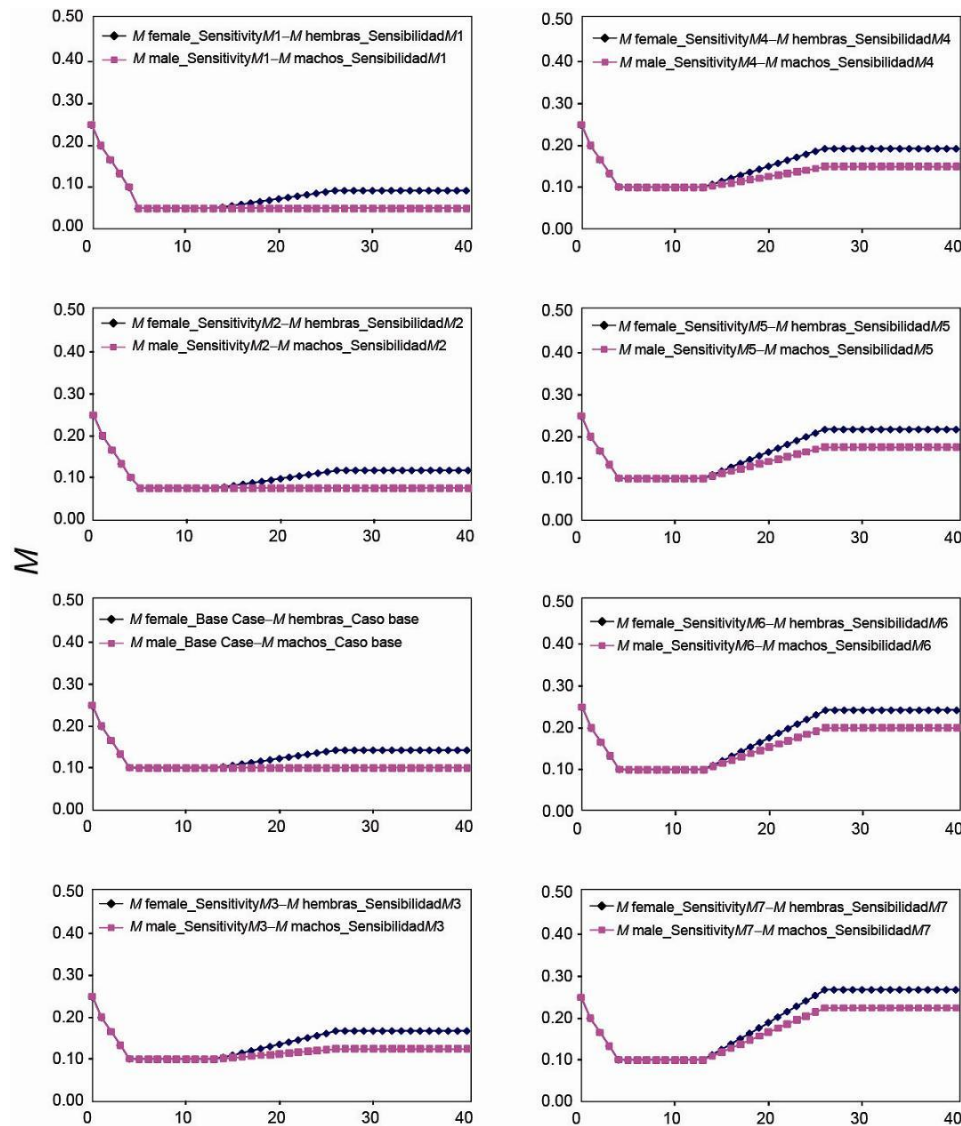 0.50
M female_SensitivityM1–M hembras_SensibilidadM1
M male_SensitivityM1–M machos_SensibilidadM1
0.40
0.30
0.20
0.10
0.00
0 10 20 30 40
0.50
M female_SensitivityM2–M hembras_SensibilidadM2
M male_SensitivityM2–M machos_SensibilidadM2
0.40
0.30
0.20
0.10
0.00
0 10 20 30 40
M
0.50
M female_Base Case–M hembras_Caso base
M male_Base Case–M machos_Caso base
0.40
0.30
0.20
0.10
0.00
0 10 20 30 40
0.50
M female_SensitivityM3–M hembras_SensibilidadM3
M male_SensitivityM3–M machos_SensibilidadM3
0.40
0.30
0.20
0.10
0.00
0 10 20 30 40
0.50
M female_SensitivityM4–M hembras_SensibilidadM4
M male_SensitivityM4–M machos_SensibilidadM4
0.40
0.30
0.20
0.10
0.00
0 10 20 30 40
0.50
M female_SensitivityM5–M hembras_SensibilidadM5
M male_SensitivityM5–M machos_SensibilidadM5
0.40
0.30
0.20
0.10
0.00
0 10 20 30 40
0.50
M female_SensitivityM6–M hembras_SensibilidadM6
M male_SensitivityM6–M machos_SensibilidadM6
0.40
0.30
0.20
0.10
0.00
0 10 20 30 40
0.50
M female_SensitivityM7–M hembras_SensibilidadM7
M male_SensitivityM7–M machos_SensibilidadM7
0.40
0.30
0.20
0.10
0.00
0 10 20 30 40